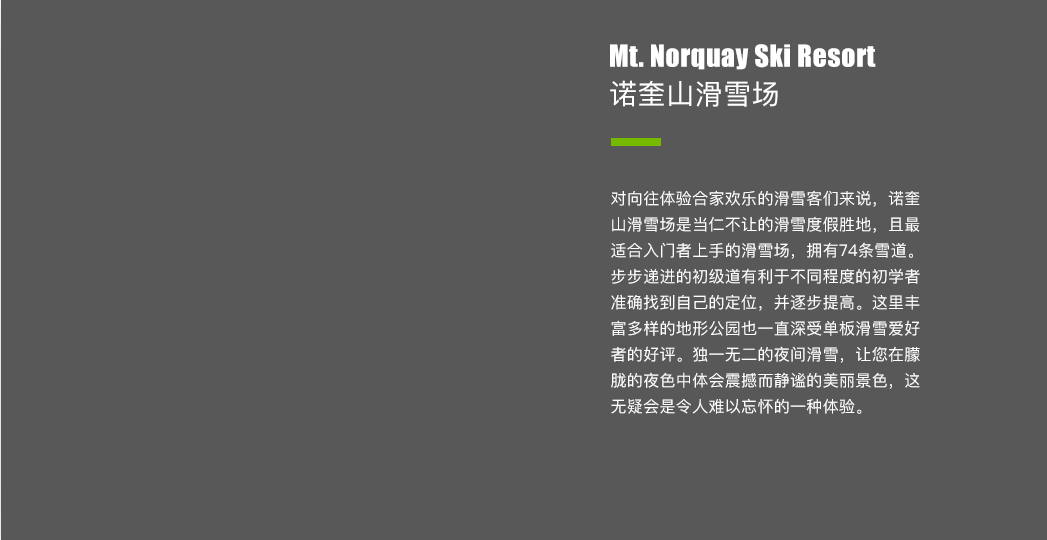 Mt. Norquay Ski Resort
诺奎山滑雪场
对向往体验合家欢乐的滑雪客们来说，诺奎
山滑雪场是当仁不让的滑雪度假胜地，且最
适合入门者上手的滑雪场，拥有74条雪道。
步步递进的初级道有利于不同程度的初学者
准确找到自己的定位，并逐步提高。这里丰
富多样的地形公园也一直深受单板滑雪爱好
者的好评。独一无二的夜间滑雪，让您在朦
胧的夜色中体会震撼而静谧的美丽景色，这
无疑会是令人难以忘怀的一种体验。